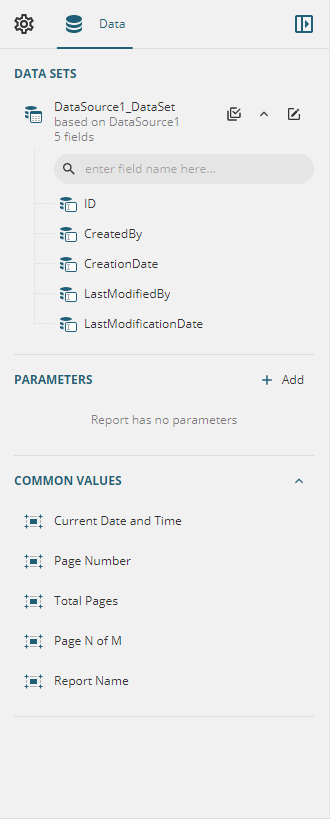 Data
DATA SETS
DataSource1_DataSet
based on DataSource1
5 fields
enter field name here...
ID
CreatedBy
CreationDate
LastModifiedBy
LastModificationDate
PARAMETERS
Add
Report has no parameters
COMMON VALUES
Current Date and Time
Page Number
Total Pages
Page N of M
Report Name